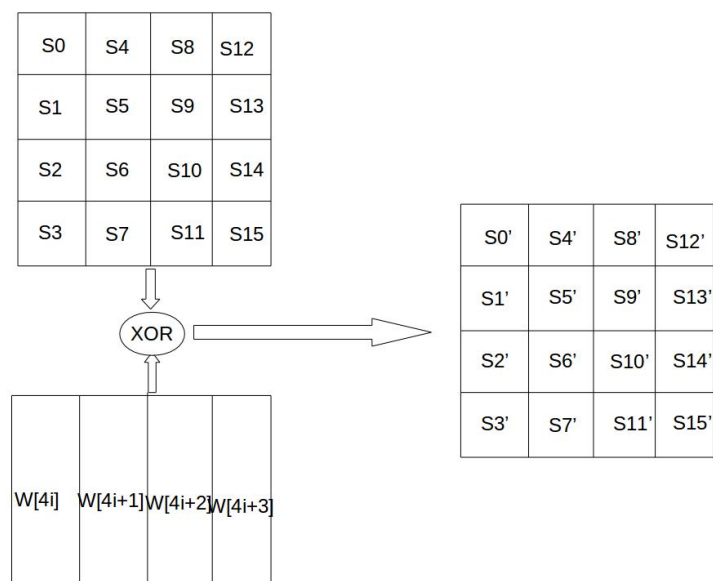 S0 S4 S8 S12
S1 S5 S9 S13
S2 S6 S10 S14
S3 S7 S11 S15
XOR
W[4i] W[4i+1] W[4i+2] W[4i+3]
S0’ S4’ S8’ S12’
S1’ S5’ S9’ S13’
S2’ S6’ S10’ S14’
S3’ S7’ S11’ S15’